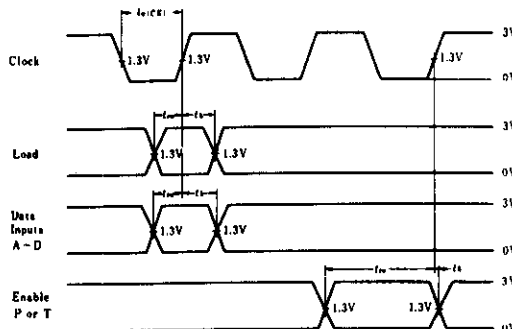 tw(CK)
3V
Clock
1.3V
1.3V
1.3V
0V
tsu
th
3V
Load
1.3V
1.3V
0V
tsu
th
3V
Data
Inputs
A ~ D
1.3V
1.3V
0V
tsu
th
3V
Enable
P or T
1.3V
1.3V
0V